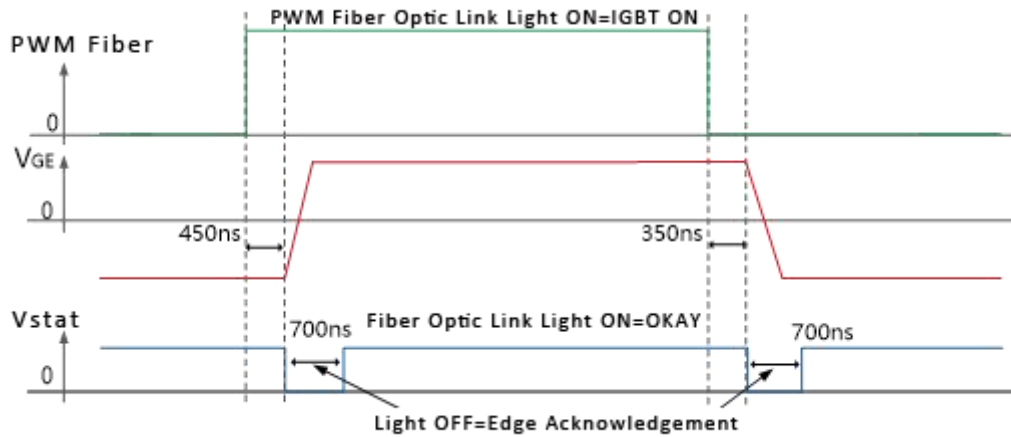 PWM Fiber Optic Link Light ON=IGBT ON
PWM Fiber
0
VGE
0
450ns
350ns
Vstat
Fiber Optic Link Light ON=OKAY
700ns
700ns
0
Light OFF=Edge Acknowledgement